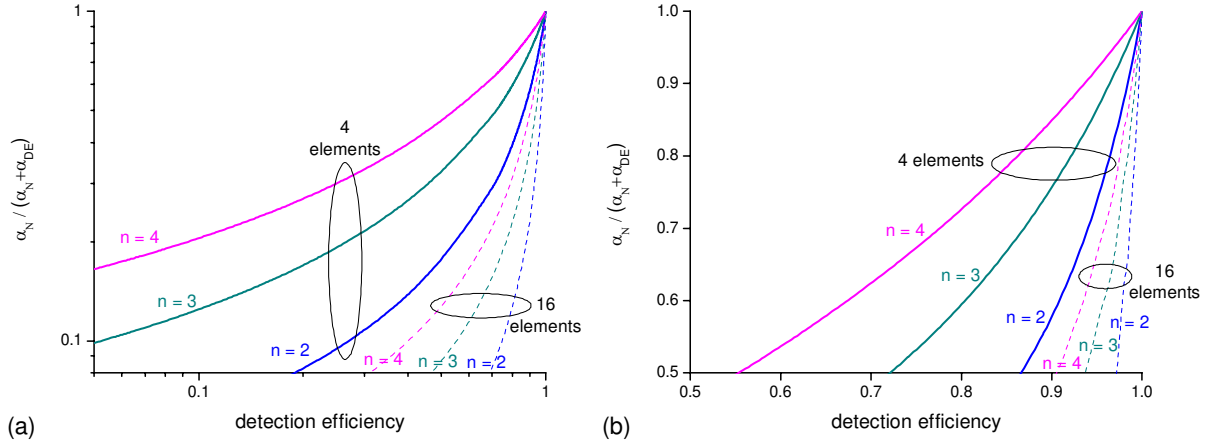 1
0.1
α_N / (α_N+α_DE)
4
elements
n = 4
n = 3
n = 2
n = 4
n = 3
n = 2
16
elements
0.1
1
detection efficiency
(a)
1.0
0.9
0.8
0.7
0.6
0.5
α_N / (α_N+α_DE)
4 elements
n = 4
n = 3
n = 2
16
elements
n = 2
n = 3
n = 4
0.5 0.6 0.7 0.8 0.9 1.0
detection efficiency
(b)